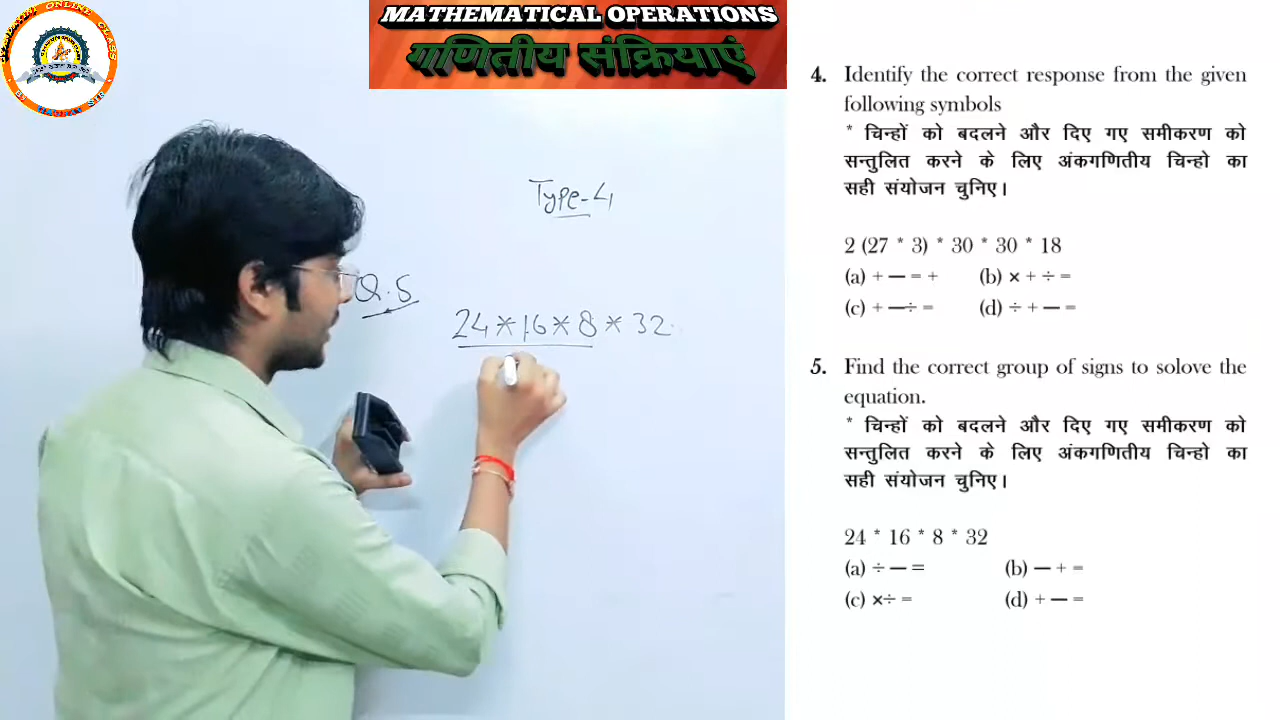 MATHEMATICAL OPERATIONS
गणितीय संक्रियाएं
Type-4
Q.5
24*16*8*32
4. Identify the correct response from the given
following symbols
* चिन्हों को बदलने और दिए गए समीकरण को
सन्तुलित करने के लिए अंकगणितीय चिन्हो का
सही संयोजन चुनिए।
2 (27 * 3) * 30 * 30 * 18
(a) + − = + (b) × + ÷ =
(c) + − ÷ = (d) ÷ + − =
5. Find the correct group of signs to solove the
equation.
* चिन्हों को बदलने और दिए गए समीकरण को
सन्तुलित करने के लिए अंकगणितीय चिन्हो का
सही संयोजन चुनिए।
24 * 16 * 8 * 32
(a) ÷ − = (b) − + =
(c) ×÷ = (d) + − =